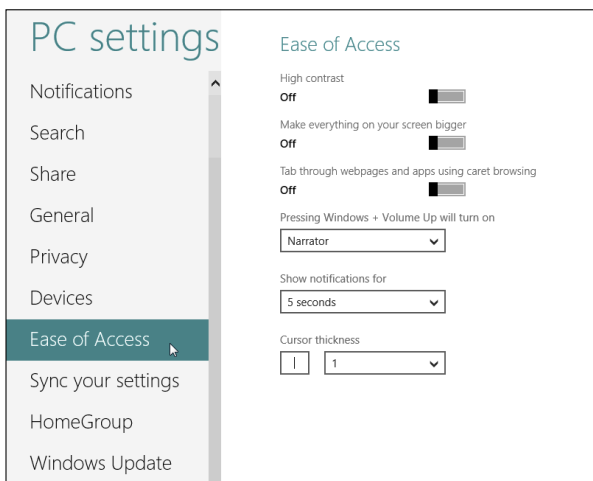 PC settings
Notifications
Search
Share
General
Privacy
Devices
Ease of Access
Sync your settings
HomeGroup
Windows Update
Ease of Access
High contrast
Off
Make everything on your screen bigger
Off
Tab through webpages and apps using caret browsing
Off
Pressing Windows + Volume Up will turn on
Narrator
Show notifications for
5 seconds
Cursor thickness
1